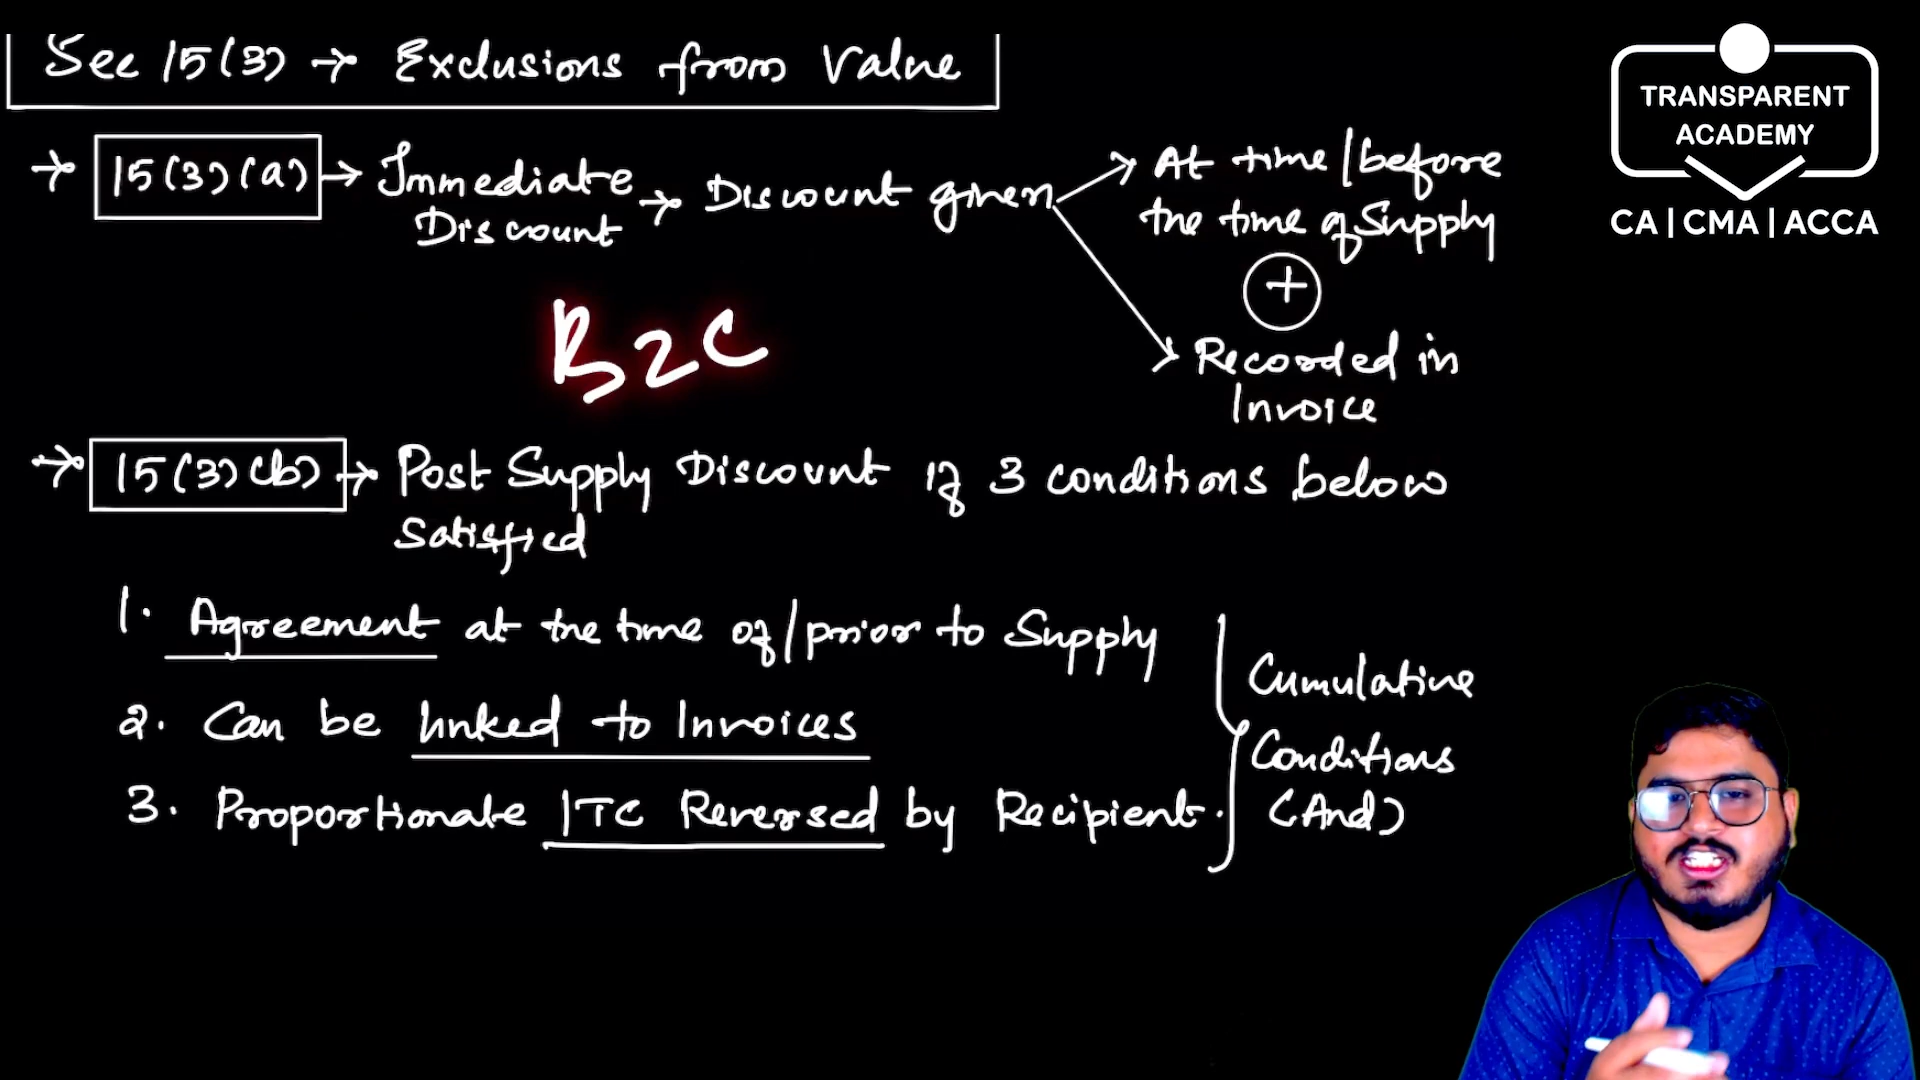 See 15(3) → Exclusions from Value
→ 15(3)(a) → Immediate Discount → Discount given
At time/before the time of Supply
+
Recorded in Invoice
B2C
→ 15(3)(b) → Post Supply Discount if 3 conditions below
Satisfied
1. Agreement at the time of/prior to Supply
2. Can be linked to Invoices
3. Proportionate ITC Reversed by Recipient.
Cumulative
Conditions
(And)
TRANSPARENT
ACADEMY
CA | CMA | ACCA